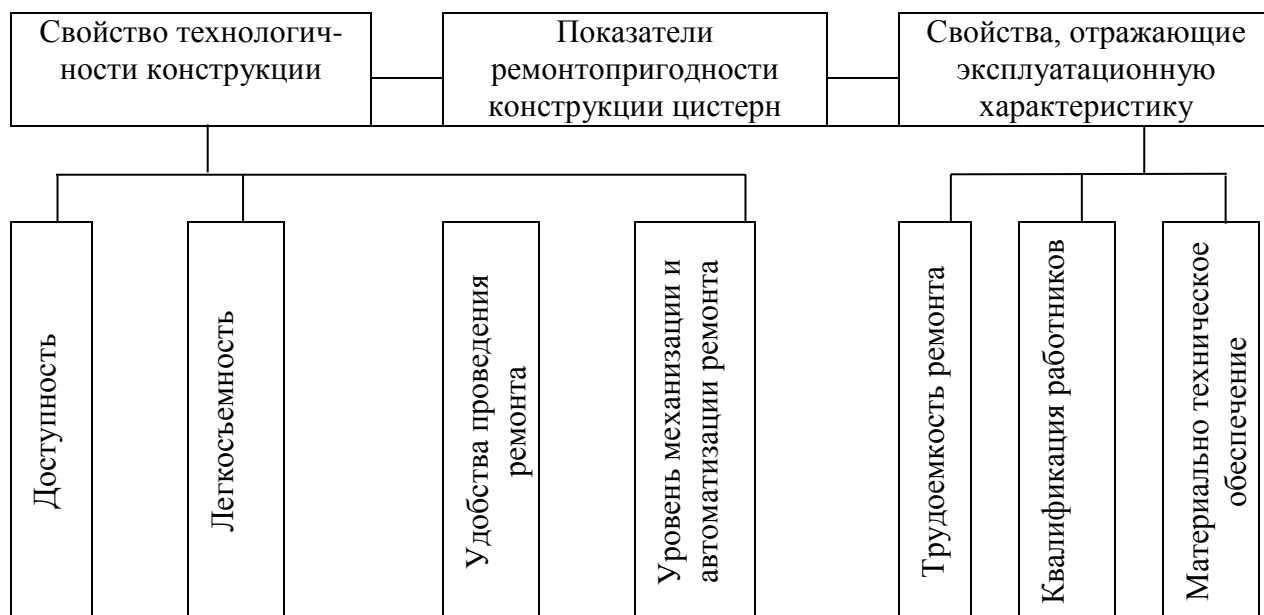 Свойство технологич-
ности конструкции
Показатели
ремонтопригодности
конструкции цистерн
Свойства, отражающие
эксплуатационную
характеристику
Доступность
Легкосъемность
Удобства проведения
ремонта
Уровень механизации и
автоматизации ремонта
Трудоемкость ремонта
Квалификация работников
Материально техническое
обеспечение